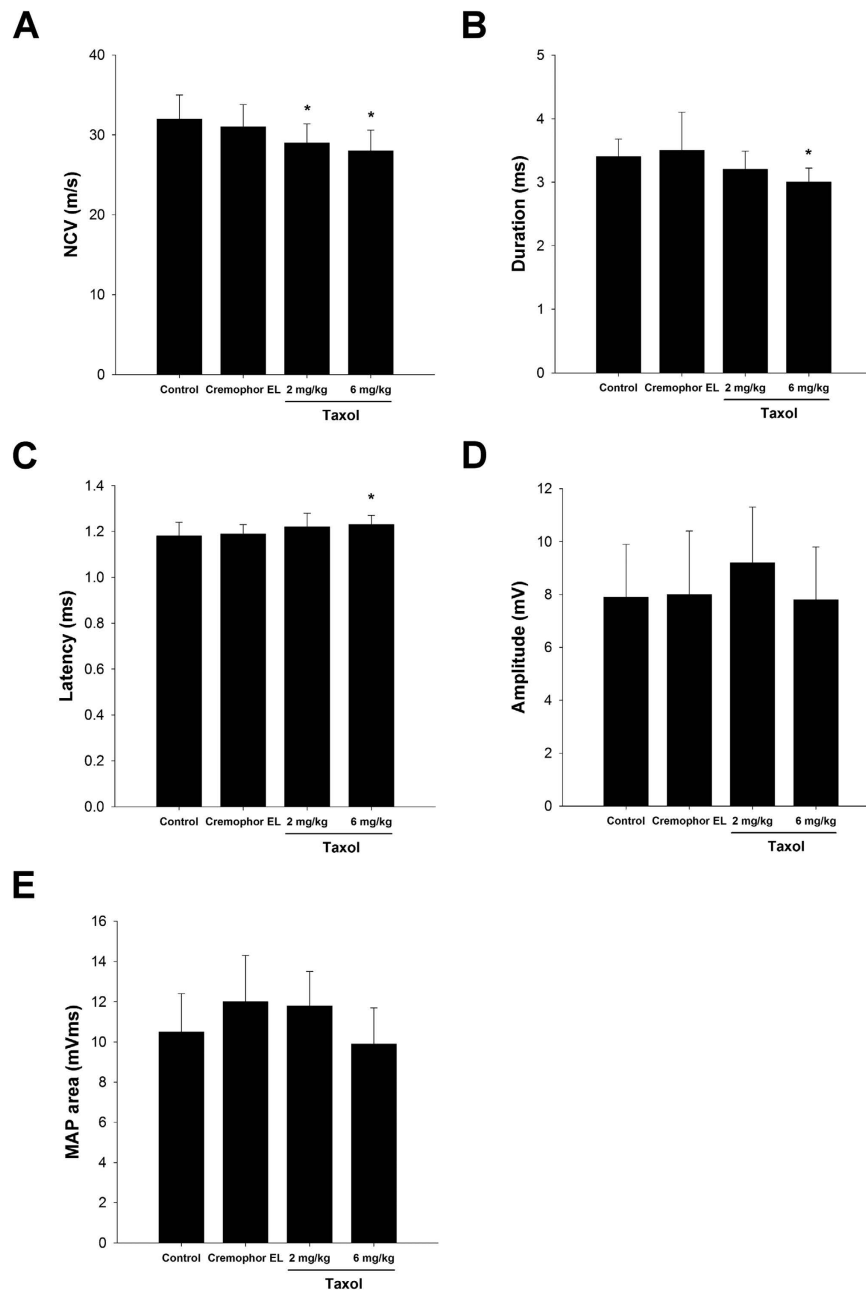 A
NCV (m/s)
40
30
20
10
0
Control Cremophor EL 2 mg/kg 6 mg/kg
* *
Taxol
B
Duration (ms)
5
4
3
2
1
0
Control Cremophor EL 2 mg/kg 6 mg/kg
*
Taxol
C
Latency (ms)
1.4
1.2
1.0
0.8
0.6
0.4
0.2
0.0
Control Cremophor EL 2 mg/kg 6 mg/kg
*
Taxol
D
Amplitude (mV)
12
10
8
6
4
2
0
Control Cremophor EL 2 mg/kg 6 mg/kg
Taxol
E
MAP area (mVms)
16
14
12
10
8
6
4
2
0
Control Cremophor EL 2 mg/kg 6 mg/kg
Taxol